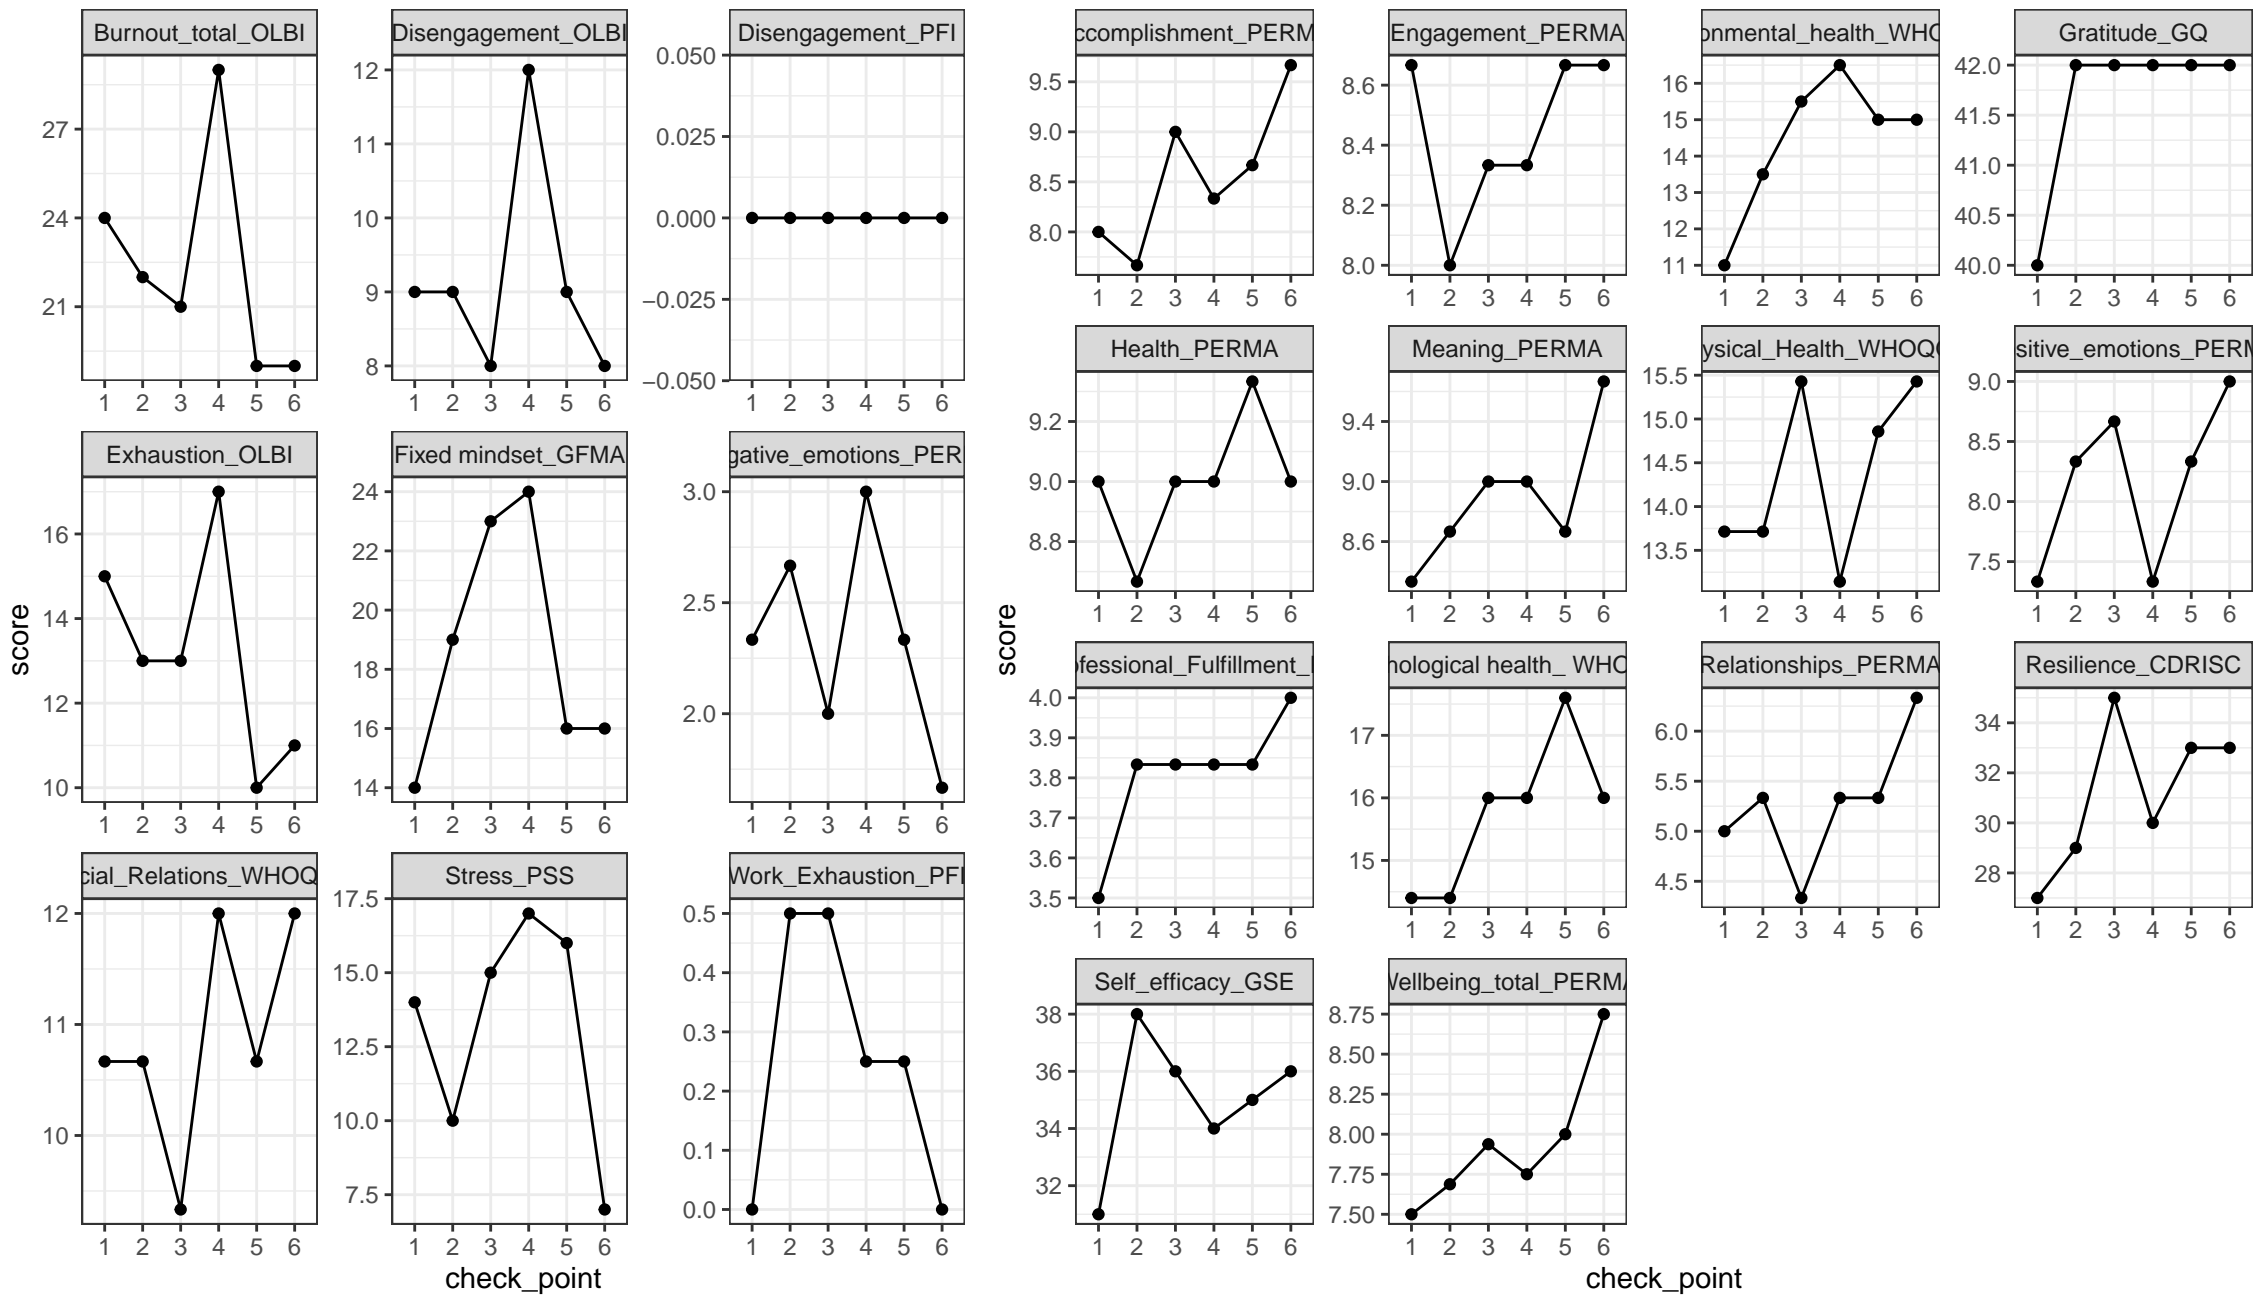 Burnout_total_OLBI
27
24
21
1 2 3 4 5 6
Disengagement_OLBI
12
11
10
9
8
1 2 3 4 5 6
Disengagement_PFI
0.050
0.025
0.000
−0.025
−0.050
1 2 3 4 5 6
Exhaustion_OLBI
16
14
12
10
1 2 3 4 5 6
Fixed mindset_GFMA
24
22
20
18
16
14
1 2 3 4 5 6
gative_emotions_PER
3.0
2.5
2.0
1 2 3 4 5 6
cial_Relations_WHOQ
12
11
10
1 2 3 4 5 6
Stress_PSS
17.5
15.0
12.5
10.0
7.5
1 2 3 4 5 6
Work_Exhaustion_PFI
0.5
0.4
0.3
0.2
0.1
0.0
1 2 3 4 5 6
score
check_point
ccomplishment_PERM
9.5
9.0
8.5
8.0
1 2 3 4 5 6
Engagement_PERMA
8.6
8.4
8.2
8.0
1 2 3 4 5 6
onmental_health_WHO
16
15
14
13
12
11
1 2 3 4 5 6
Gratitude_GQ
42.0
41.5
41.0
40.5
40.0
1 2 3 4 5 6
Health_PERMA
9.2
9.0
8.8
1 2 3 4 5 6
Meaning_PERMA
9.4
9.0
8.6
1 2 3 4 5 6
ysical_Health_WHOQO
15.5
15.0
14.5
14.0
13.5
1 2 3 4 5 6
sitive_emotions_PERM
9.0
8.5
8.0
7.5
1 2 3 4 5 6
ofessional_Fulfillment_
4.0
3.9
3.8
3.7
3.6
3.5
1 2 3 4 5 6
hological health_ WHO
17
16
15
1 2 3 4 5 6
Relationships_PERMA
6.0
5.5
5.0
4.5
1 2 3 4 5 6
Resilience_CDRISC
34
32
30
28
1 2 3 4 5 6
Self_efficacy_GSE
38
36
34
32
1 2 3 4 5 6
Wellbeing_total_PERMA
8.75
8.50
8.25
8.00
7.75
7.50
1 2 3 4 5 6
score
check_point